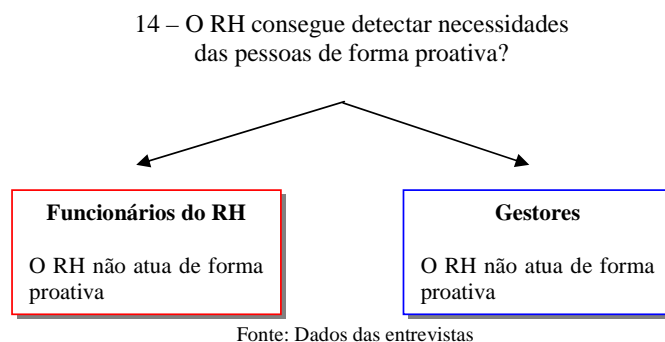 14 – O RH consegue detectar necessidades
das pessoas de forma proativa?
Funcionários do RH
O RH não atua de forma
proativa
Gestores
O RH não atua de forma
proativa
Fonte: Dados das entrevistas